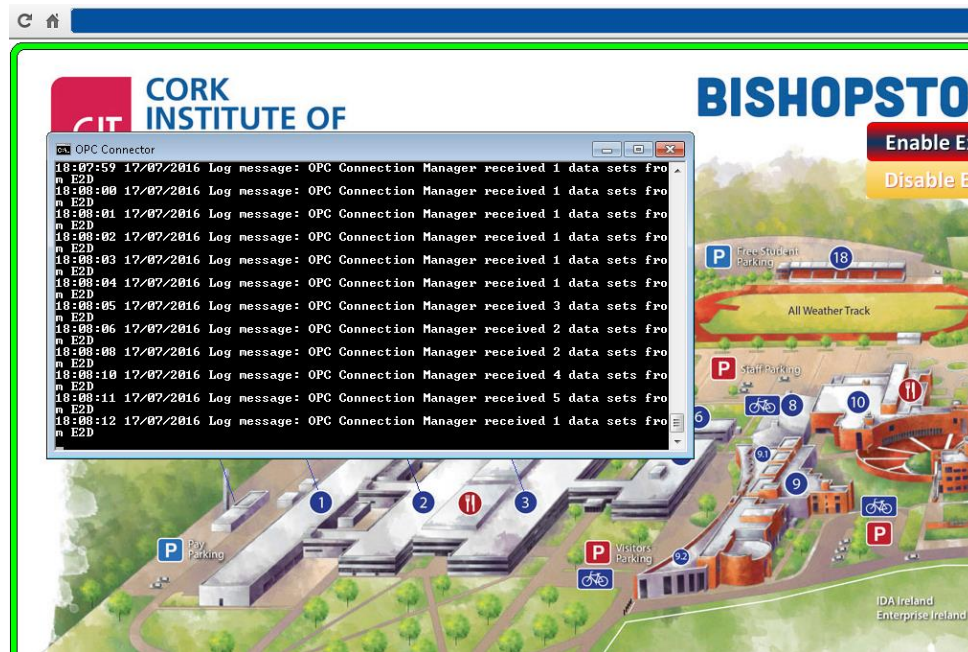 CORK
INSTITUTE OF
CIT
BISHOPSTO
Enable E
Disable E
OPC Connector
18:07:59 17/07/2016 Log message: OPC Connection Manager received 1 data sets fro
m E2D
18:08:00 17/07/2016 Log message: OPC Connection Manager received 1 data sets fro
m E2D
18:08:01 17/07/2016 Log message: OPC Connection Manager received 1 data sets fro
m E2D
18:08:02 17/07/2016 Log message: OPC Connection Manager received 1 data sets fro
m E2D
18:08:03 17/07/2016 Log message: OPC Connection Manager received 1 data sets fro
m E2D
18:08:04 17/07/2016 Log message: OPC Connection Manager received 1 data sets fro
m E2D
18:08:05 17/07/2016 Log message: OPC Connection Manager received 3 data sets fro
m E2D
18:08:06 17/07/2016 Log message: OPC Connection Manager received 2 data sets fro
m E2D
18:08:08 17/07/2016 Log message: OPC Connection Manager received 2 data sets fro
m E2D
18:08:10 17/07/2016 Log message: OPC Connection Manager received 4 data sets fro
m E2D
18:08:11 17/07/2016 Log message: OPC Connection Manager received 5 data sets fro
m E2D
18:08:12 17/07/2016 Log message: OPC Connection Manager received 1 data sets fro
m E2D
P Free Student
Parking
18
All Weather Track
P Staff Parking
8
10
6
9.1
9
1
2
3
P Pay
Parking
P Visitors
Parking
9.2
P
IDA Ireland
Enterprise Ireland